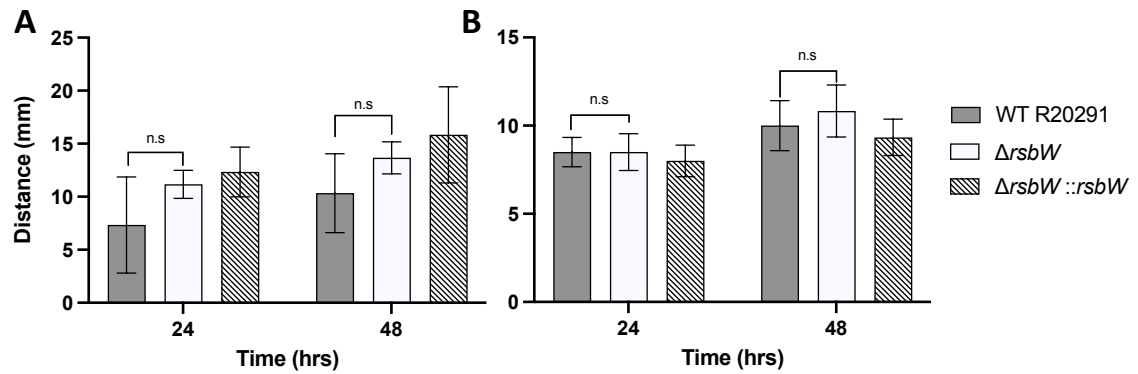 A
Distance (mm)
25
20
15
10
5
0
n.s
n.s
24
48
Time (hrs)
B
15
10
5
0
n.s
n.s
24
48
Time (hrs)
WT R20291
ΔrsbW
ΔrsbW ::rsbW